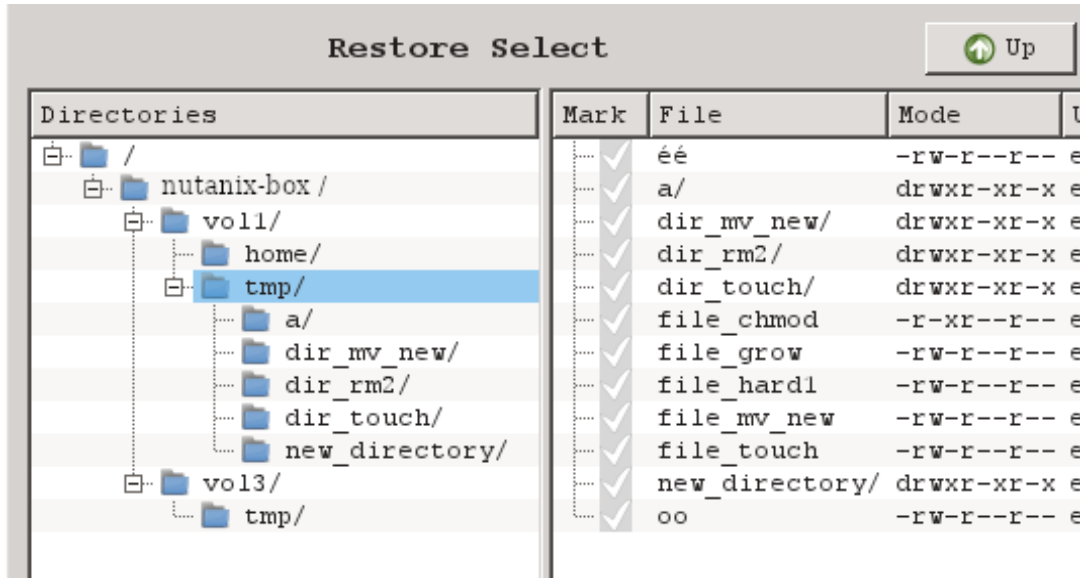 Restore Select
Up
Directories
/
nutanix-box /
vol1/
home/
tmp/
a/
dir_mv_new/
dir_rm2/
dir_touch/
new_directory/
vol3/
tmp/
Mark File Mode
éé -rw-r--r--
a/ drwxr-xr-x
dir_mv_new/ drwxr-xr-x
dir_rm2/ drwxr-xr-x
dir_touch/ drwxr-xr-x
file_chmod -r-xr--r--
file_grow -rw-r--r--
file_hard1 -rw-r--r--
file_mv_new -rw-r--r--
file_touch -rw-r--r--
new_directory/ drwxr-xr-x
oo -rw-r--r--